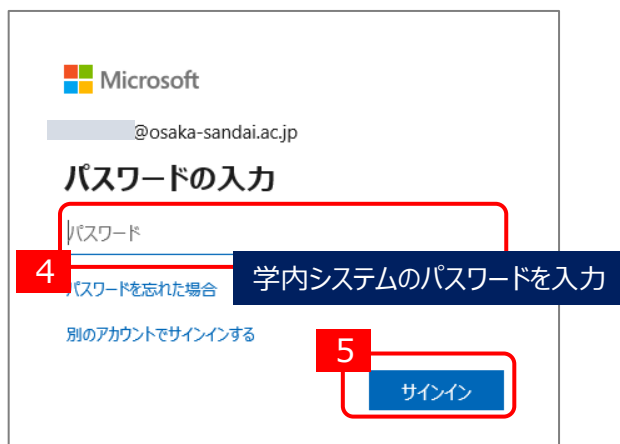 Microsoft
@osaka-sandai.ac.jp
パスワードの入力
パスワード
4
学内システムのパスワードを入力
パスワードを忘れた場合
別のアカウントでサインインする
5
サインイン